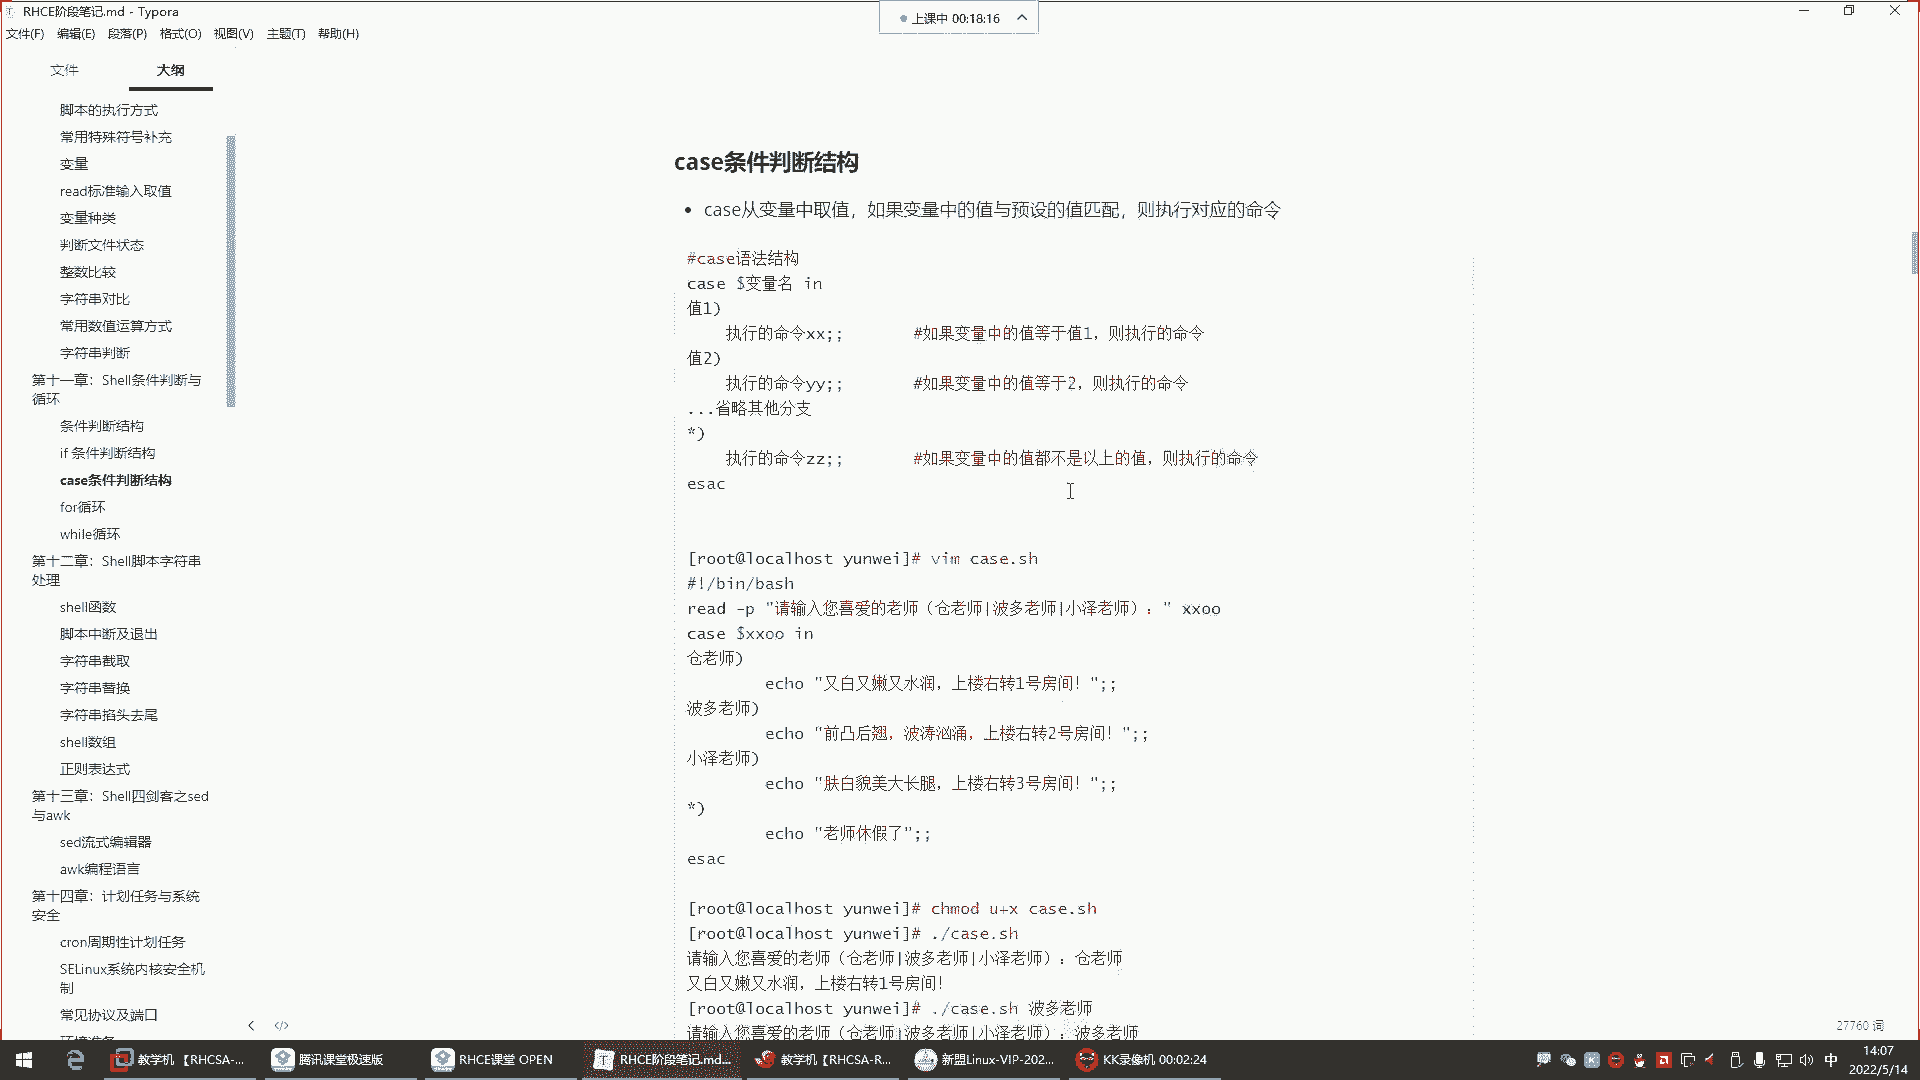 RHCE阶段笔记.md - Typora
上课中 00:18:16
文件(F) 编辑(E) 段落(P) 格式(O) 视图(V) 主题(T) 帮助(H)
文件 大纲
脚本的执行方式
常用特殊符号补充
变量
read标准输入取值
变量种类
判断文件状态
整数比较
字符串对比
常用数值运算方式
字符串判断
第十一章：Shell条件判断与
循环
条件判断结构
if 条件判断结构
case条件判断结构
for循环
while循环
第十二章：Shell脚本字符串
处理
shell函数
脚本中断及退出
字符串截取
字符串替换
字符串掐头去尾
shell数组
正则表达式
第十三章：Shell四剑客之sed
与awk
sed流式编辑器
awk编程语言
第十四章：计划任务与系统
安全
cron周期性计划任务
SELinux系统内核安全机
制
常见协议及端口
case条件判断结构
• case从变量中取值，如果变量中的值与预设的值匹配，则执行对应的命令
#case语法结构
case $变量名 in
值1)
执行的命令xx;; #如果变量中的值等于值1，则执行的命令
值2)
执行的命令yy;; #如果变量中的值等于2，则执行的命令
...省略其他分支
*)
执行的命令zz;; #如果变量中的值都不是以上的值，则执行的命令
esac
[root@localhost yunwei]# vim case.sh
#!/bin/bash
read -p "请输入您喜爱的老师（仓老师|波多老师|小泽老师）：" xxoo
case $xxoo in
仓老师)
echo "又白又嫩又水润，上楼右转1号房间！";;
波多老师)
echo "前凸后翘，波涛汹涌，上楼右转2号房间！";;
小泽老师)
echo "肤白貌美大长腿，上楼右转3号房间！";;
*)
echo "老师休假了";;
esac
[root@localhost yunwei]# chmod u+x case.sh
[root@localhost yunwei]# ./case.sh
请输入您喜爱的老师（仓老师|波多老师|小泽老师）：仓老师
又白又嫩又水润，上楼右转1号房间！
[root@localhost yunwei]# ./case.sh 波多老师
请输入您喜爱的老师（仓老师|波多老师|小泽老师）：波多老师
27760 词
教学机 【RHCSA-... 腾讯课堂极速版 RHCE课堂 OPEN RHCE阶段笔记.md... 教学机【RHCSA-R... 新盟Linux-VIP-202... KK录像机 00:02:24 中 14:07
2022/5/14